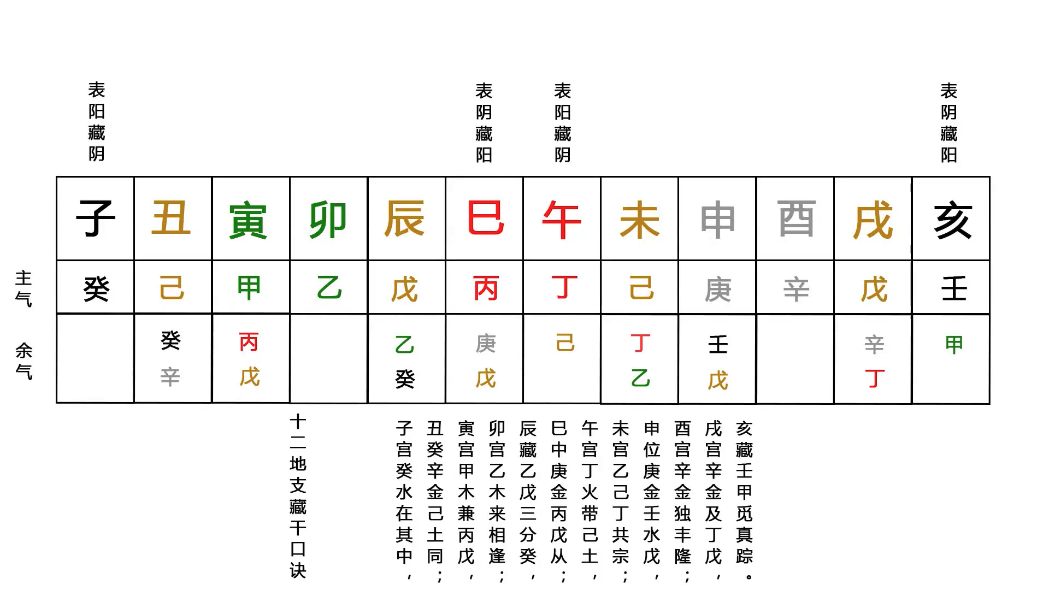 表阳藏阴
表阴藏阳
表阳藏阴
表阴藏阳
子 丑 寅 卯 辰 巳 午 未 申 酉 戌 亥
主气 癸 己 甲 乙 戊 丙 丁 己 庚 辛 戊 壬
余气 癸 丙 乙 庚 己 丁 壬 辛 甲
辛 戊 癸 戊 乙 戊 丁
十二地支藏干口诀
子宫癸水在其中，
丑癸辛金己土同；
寅宫甲木兼丙戊，
卯宫乙木来相逢；
辰藏乙戊三分癸，
巳中庚金丙戊从；
午宫丁火带己土，
未宫乙己丁共宗；
申位庚金壬水戊，
酉宫辛金独丰隆；
戌宫辛金及丁戊，
亥藏壬甲觅真踪。